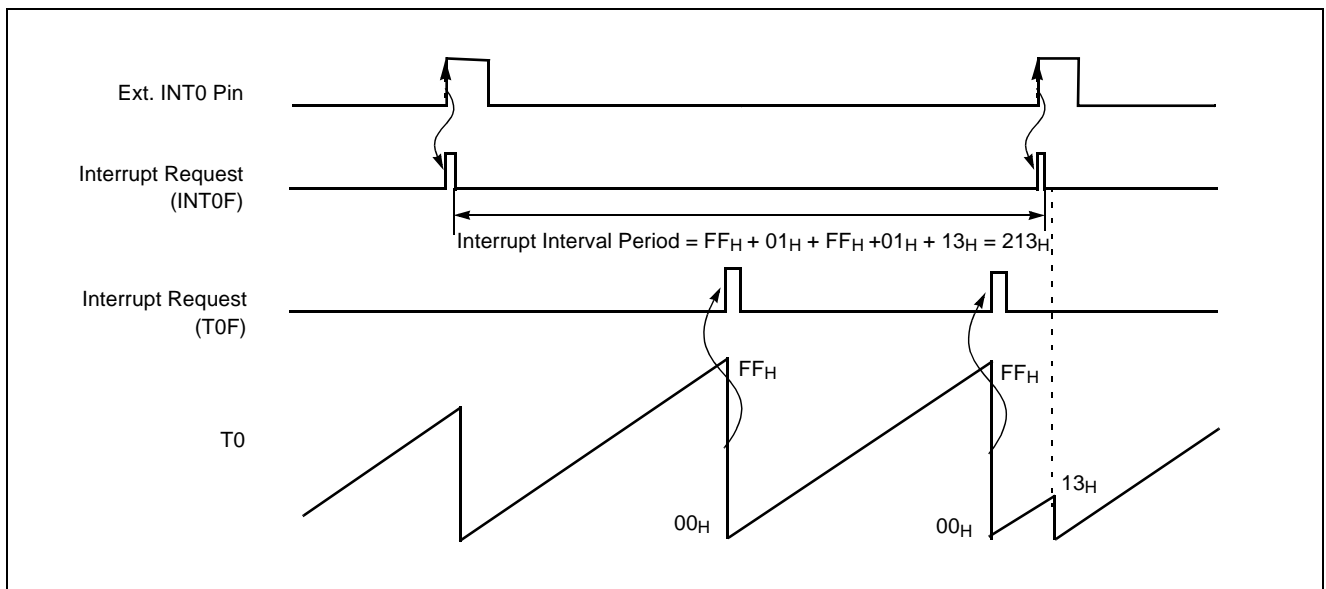 Ext. INT0 Pin
Interrupt Request
(INT0F)
Interrupt Interval Period = FFH + 01H + FFH +01H + 13H = 213H
Interrupt Request
(T0F)
FFH
FFH
T0
13H
00H
00H